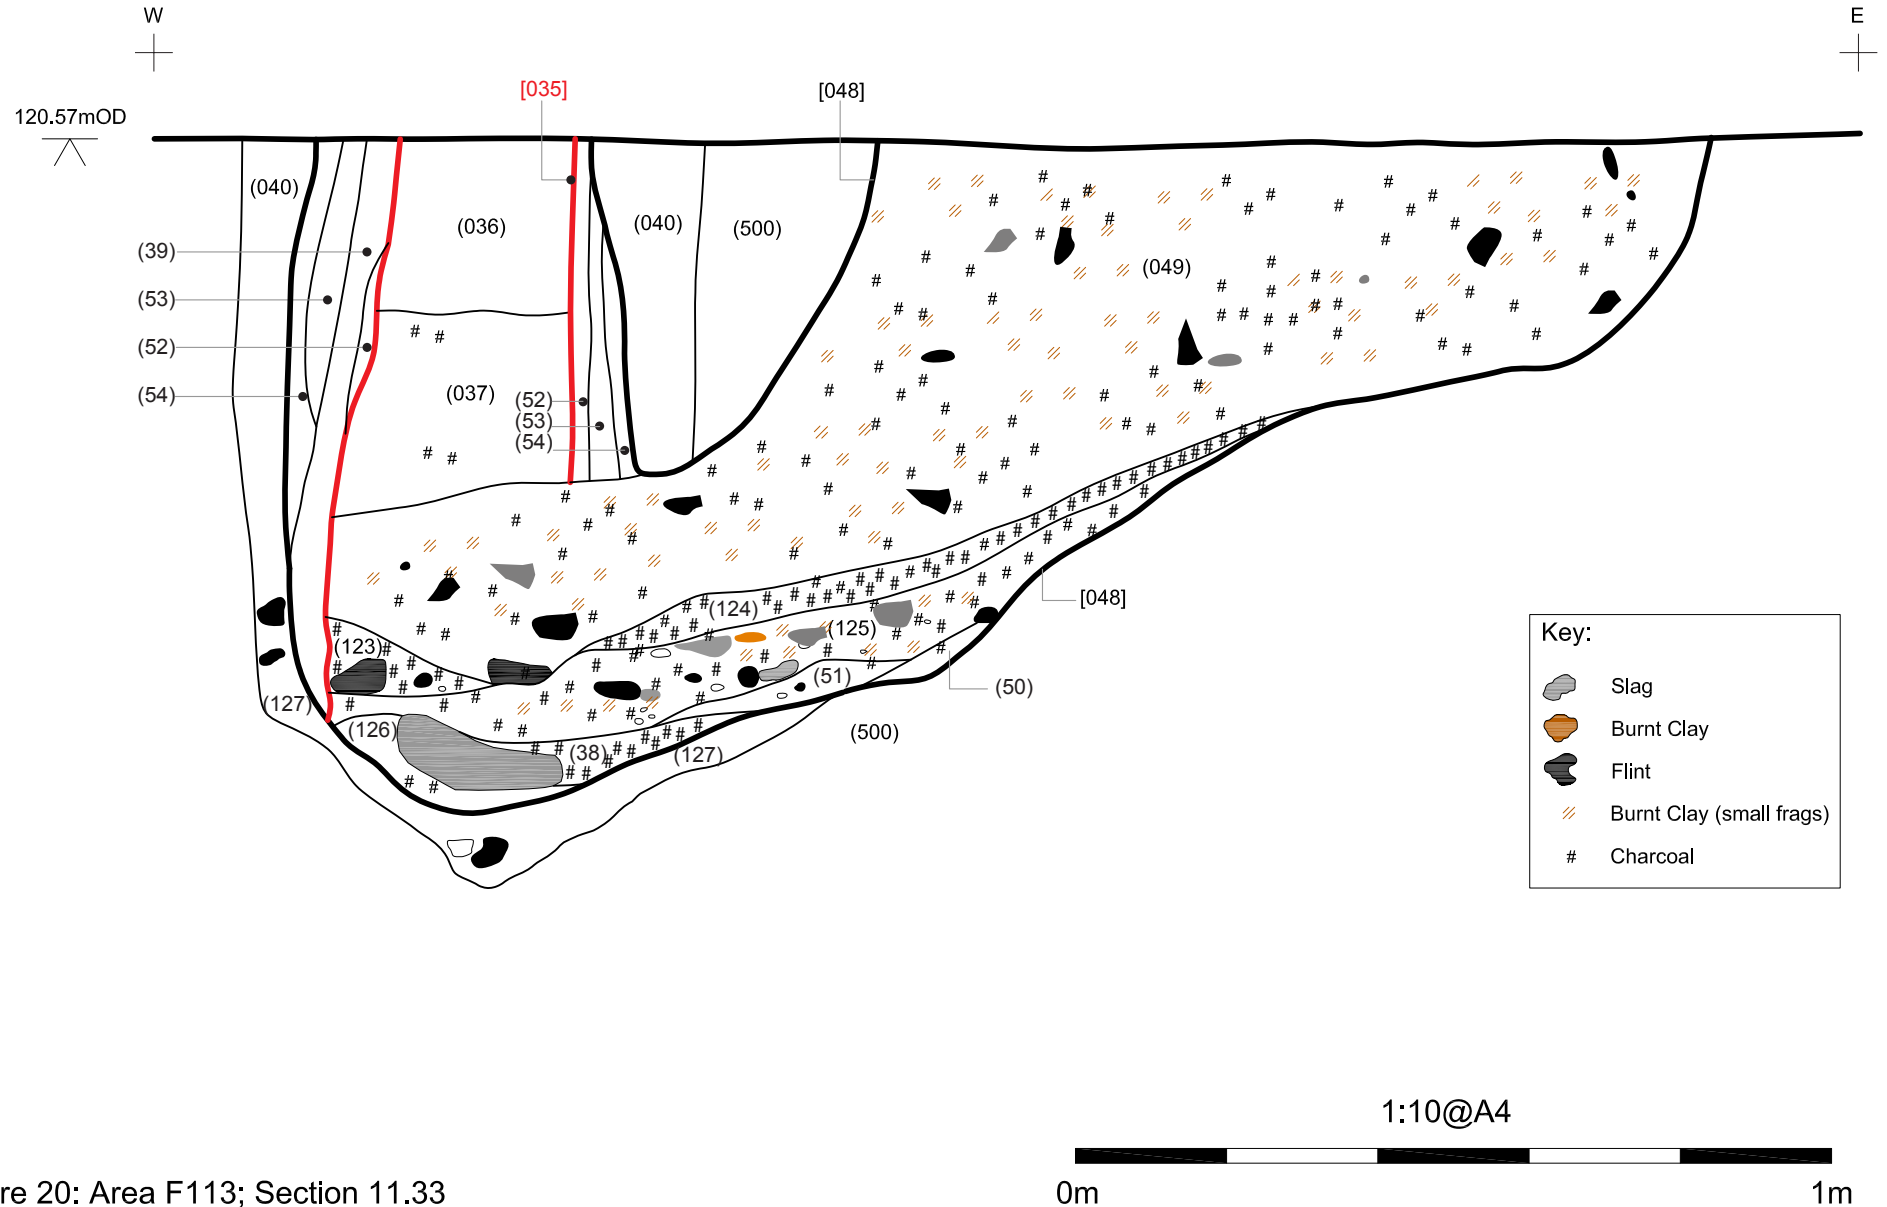 W
E
120.57mOD
[035]
[048]
(040)
(036)
(040)
(500)
(39)
(049)
(53)
(52)
(54)
(037)
(52)
(53)
(54)
(124)
[048]
(125)
(123)
(51)
(50)
(127)
(126)
(38)
(127)
(500)
Key:
Slag
Burnt Clay
Flint
Burnt Clay (small frags)
# Charcoal
1:10@A4
0m
1m
re 20: Area F113; Section 11.33